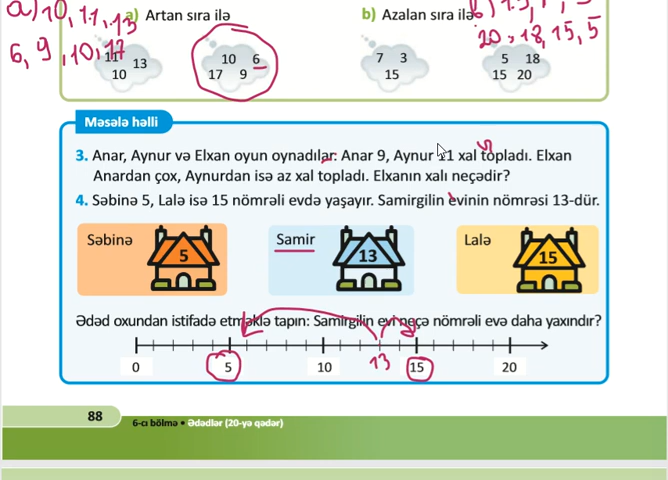 a) 10, 11, 13
a) Artan sıra ilə
b) Azalan sıra ilə
6, 9, 10, 17
20, 18, 15, 5
11 13
10
10 6
17 9
7 3
15
5 18
15 20
Məsələ həlli
3. Anar, Aynur və Elxan oyun oynadılar. Anar 9, Aynur 11 xal topladı. Elxan
Anardan çox, Aynurdan isə az xal topladı. Elxanın xalı neçədir?
4. Səbinə 5, Lalə isə 15 nömrəli evdə yaşayır. Samirgilin evinin nömrəsi 13-dür.
Səbinə
5
Samir
13
Lalə
15
Ədəd oxundan istifadə etməklə tapın: Samirgilin evi neçə nömrəli evə daha yaxındır?
0 5 10 13 15 20
88
6-cı bölmə • Ədədlər (20-yə qədər)